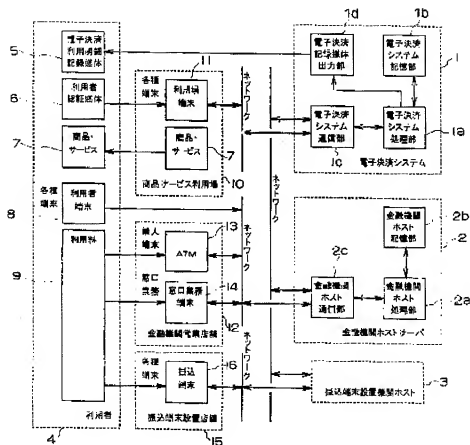 5
電子決済
利用明細
記録媒体
6
利用者
認証媒体
7
商品・
サービス
8
各種
端末
利用者
端末
9
利用料
4
利用者
11
各種
端末
利用場
端末
商品・
サービス
7
10
商品サービス利用場
無人
端末
13
ATM
窓口
業務
14
窓口業務
端末
12
金融機関営業店舗
各種
端末
16
振込
端末
振込端末設置店舗
15
ネットワーク
ネットワーク
ネットワーク
ネットワーク
1d
1b
電子決済
記録媒体
出力部
電子決済
システム
記憶部
1
電子決済
システム
通信部
電子決済
システム
処理部
1c
1a
電子決済システム
2b
金融機関
ホスト
記憶部
2
2c
金融機関
ホスト
通信部
金融機関
ホスト
処理部
2a
金融機関ホストサーバ
振込端末設置機関ホスト
3